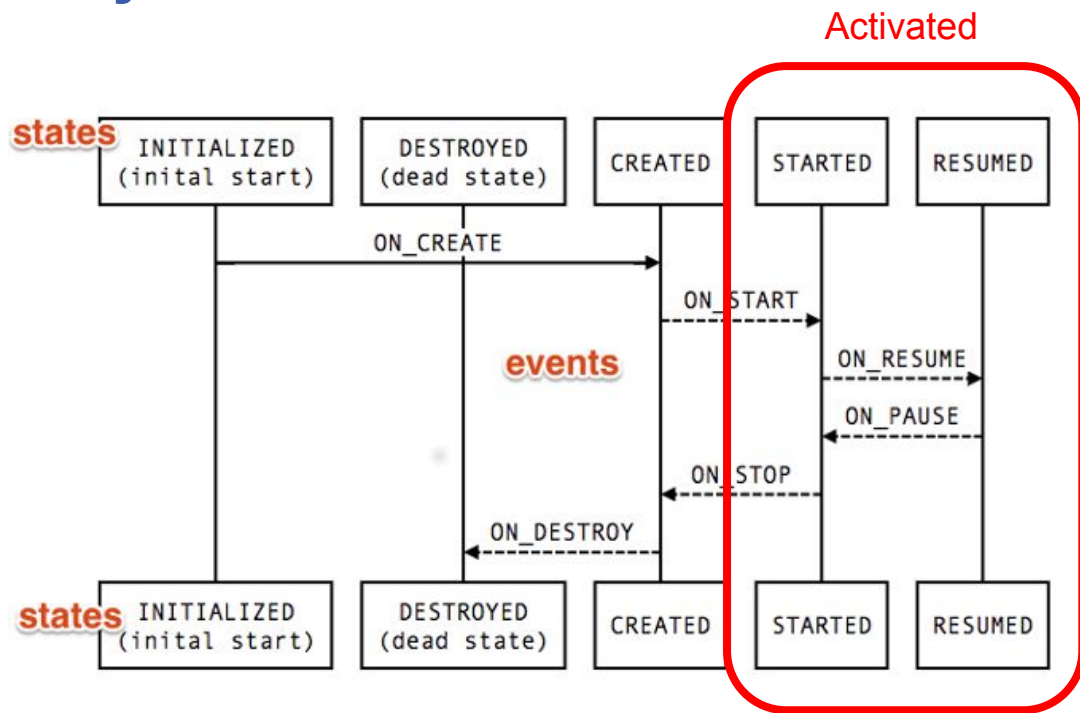 Activated
states
INITIALIZED
(inital start)
DESTROYED
(dead state)
CREATED
STARTED
RESUMED
ON_CREATE
ON_START
events
ON_RESUME
ON_PAUSE
ON_STOP
ON_DESTROY
states
INITIALIZED
(inital start)
DESTROYED
(dead state)
CREATED
STARTED
RESUMED